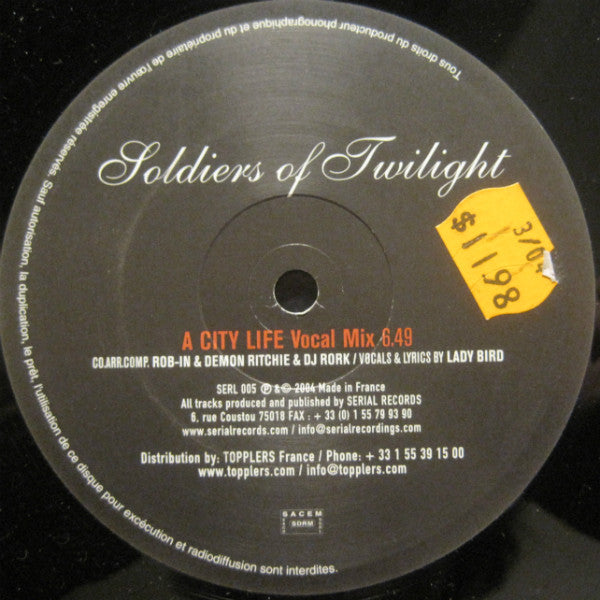 Tous droits du producteur phonographique et du propriétaire de l'œuvre enregistrée réservés. Sauf autorisation, la duplication, le prêt, l'utilisation de ce disque pour exécution et radiodiffusion sont interdites.
Soldiers of Twilight
3/04
$11.98
A CITY LIFE Vocal Mix 6.49
CO.ARR.COMP. ROB-IN & DEMON RITCHIE & DJ RORK / VOCALS & LYRICS BY LADY BIRD
SERL 005 ℗ & © 2004 Made in France
All tracks produced and published by SERIAL RECORDS
6, rue Coustou 75018 FAX : + 33 (0) 1 55 79 93 90
www.serialrecords.com / info@serialrecordings.com
Distribution by: TOPPLERS France / Phone: + 33 1 55 39 15 00
www.topplers.com / info@topplers.com
SACEM
SDRM